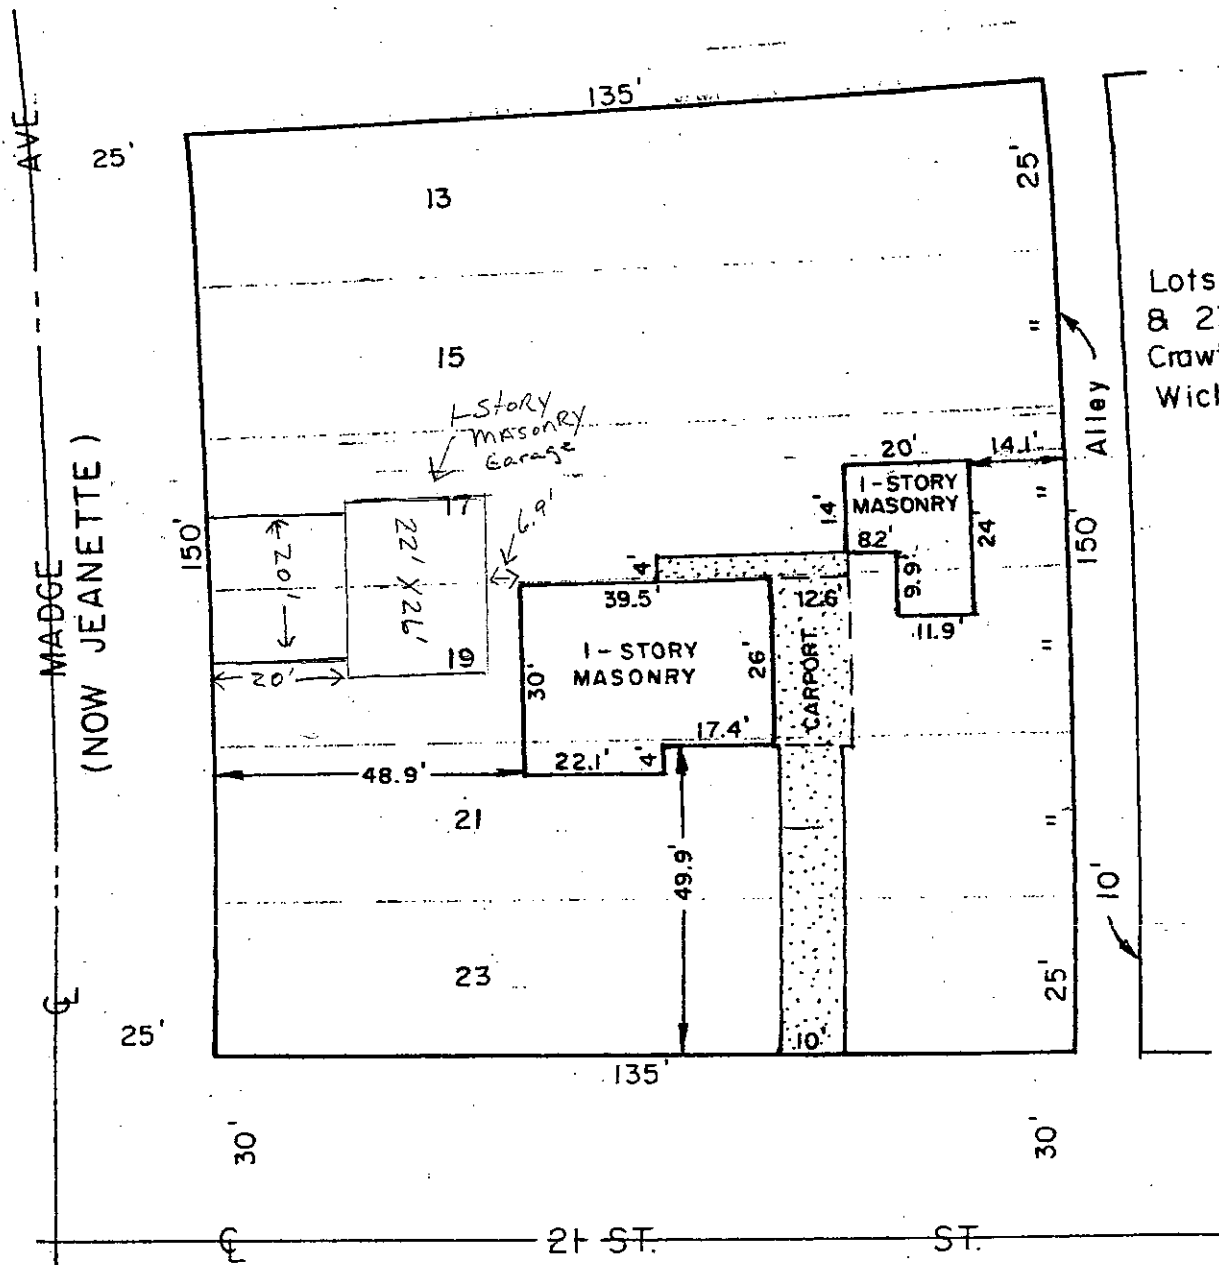 135'
AVE
25'
25'
13
Lots
& 2
Crawf
Wich
15
"
1-Story
Masonry
Garage
Alley
20'
14.1'
1-STORY
MASONRY
14'
17
6.9'
"
150'
20'
22' X 26'
8.2'
24'
150'
MADGE
(NOW JEANETTE)
4'
39.5'
12.6'
9.9'
11.9'
1-STORY
MASONRY
19
30'
26'
CARPORT
"
20'
17.4'
48.9'
22.1'
4'
21
"
49.9'
10'
23
25'
25'
℄
10'
135'
30'
30'
℄
21 ST.
ST.